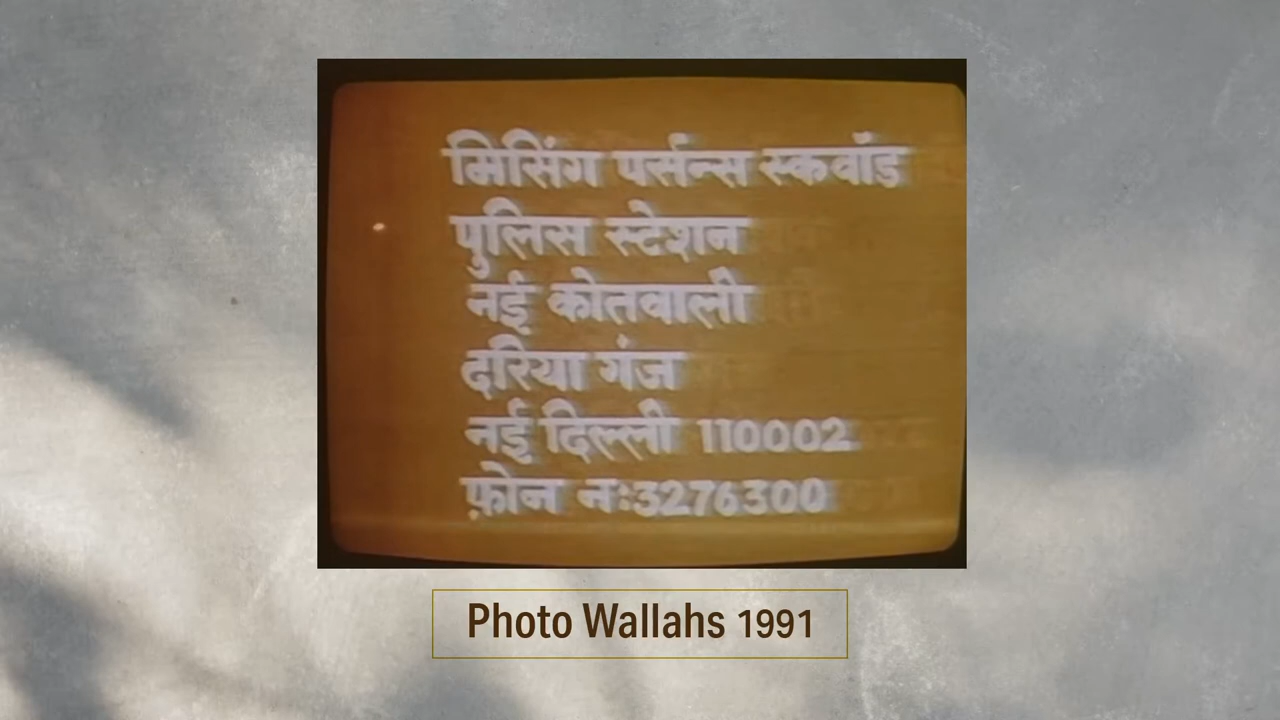 मिसिंग पर्सन्स स्कवॉड
पुलिस स्टेशन
नई कोतवाली
दरिया गंज
नई दिल्ली 110002
फ़ोन नः3276300
Photo Wallahs 1991